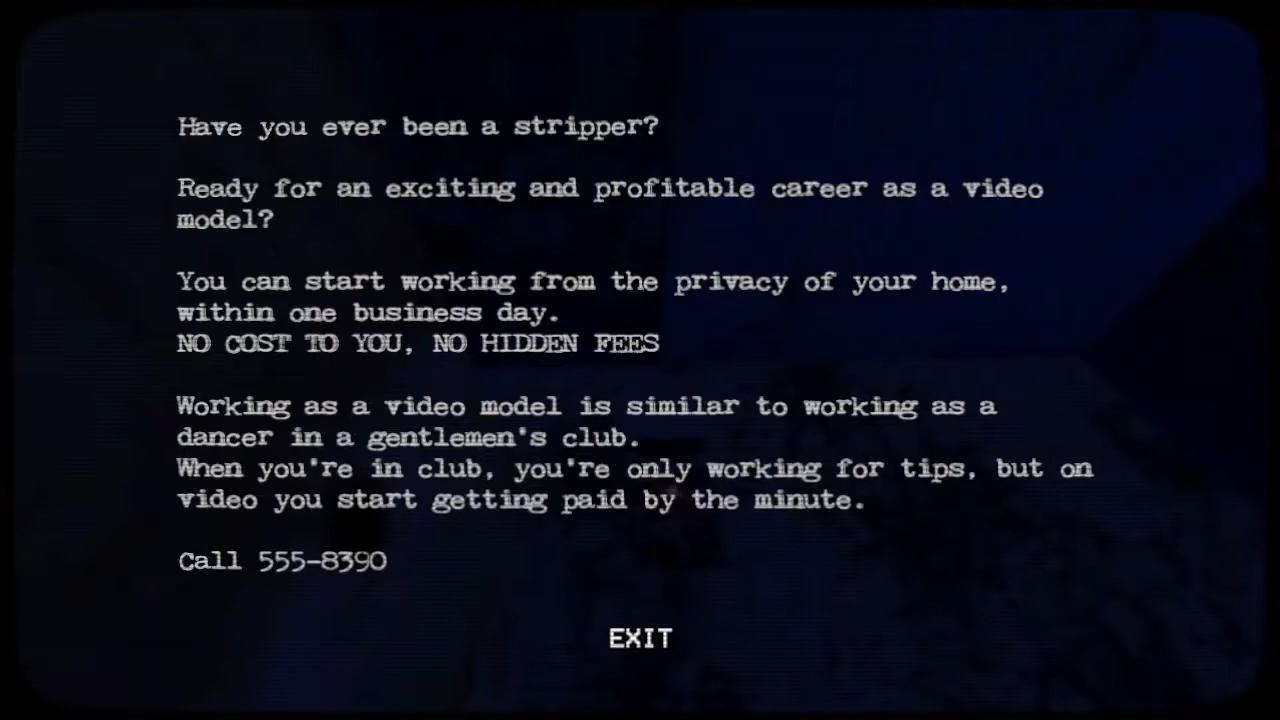 Have you ever been a stripper?
Ready for an exciting and profitable career as a video
model?
You can start working from the privacy of your home,
within one business day.
NO COST TO YOU, NO HIDDEN FEES
Working as a video model is similar to working as a
dancer in a gentlemen's club.
When you're in club, you're only working for tips, but on
video you start getting paid by the minute.
Call 555-8390
EXIT